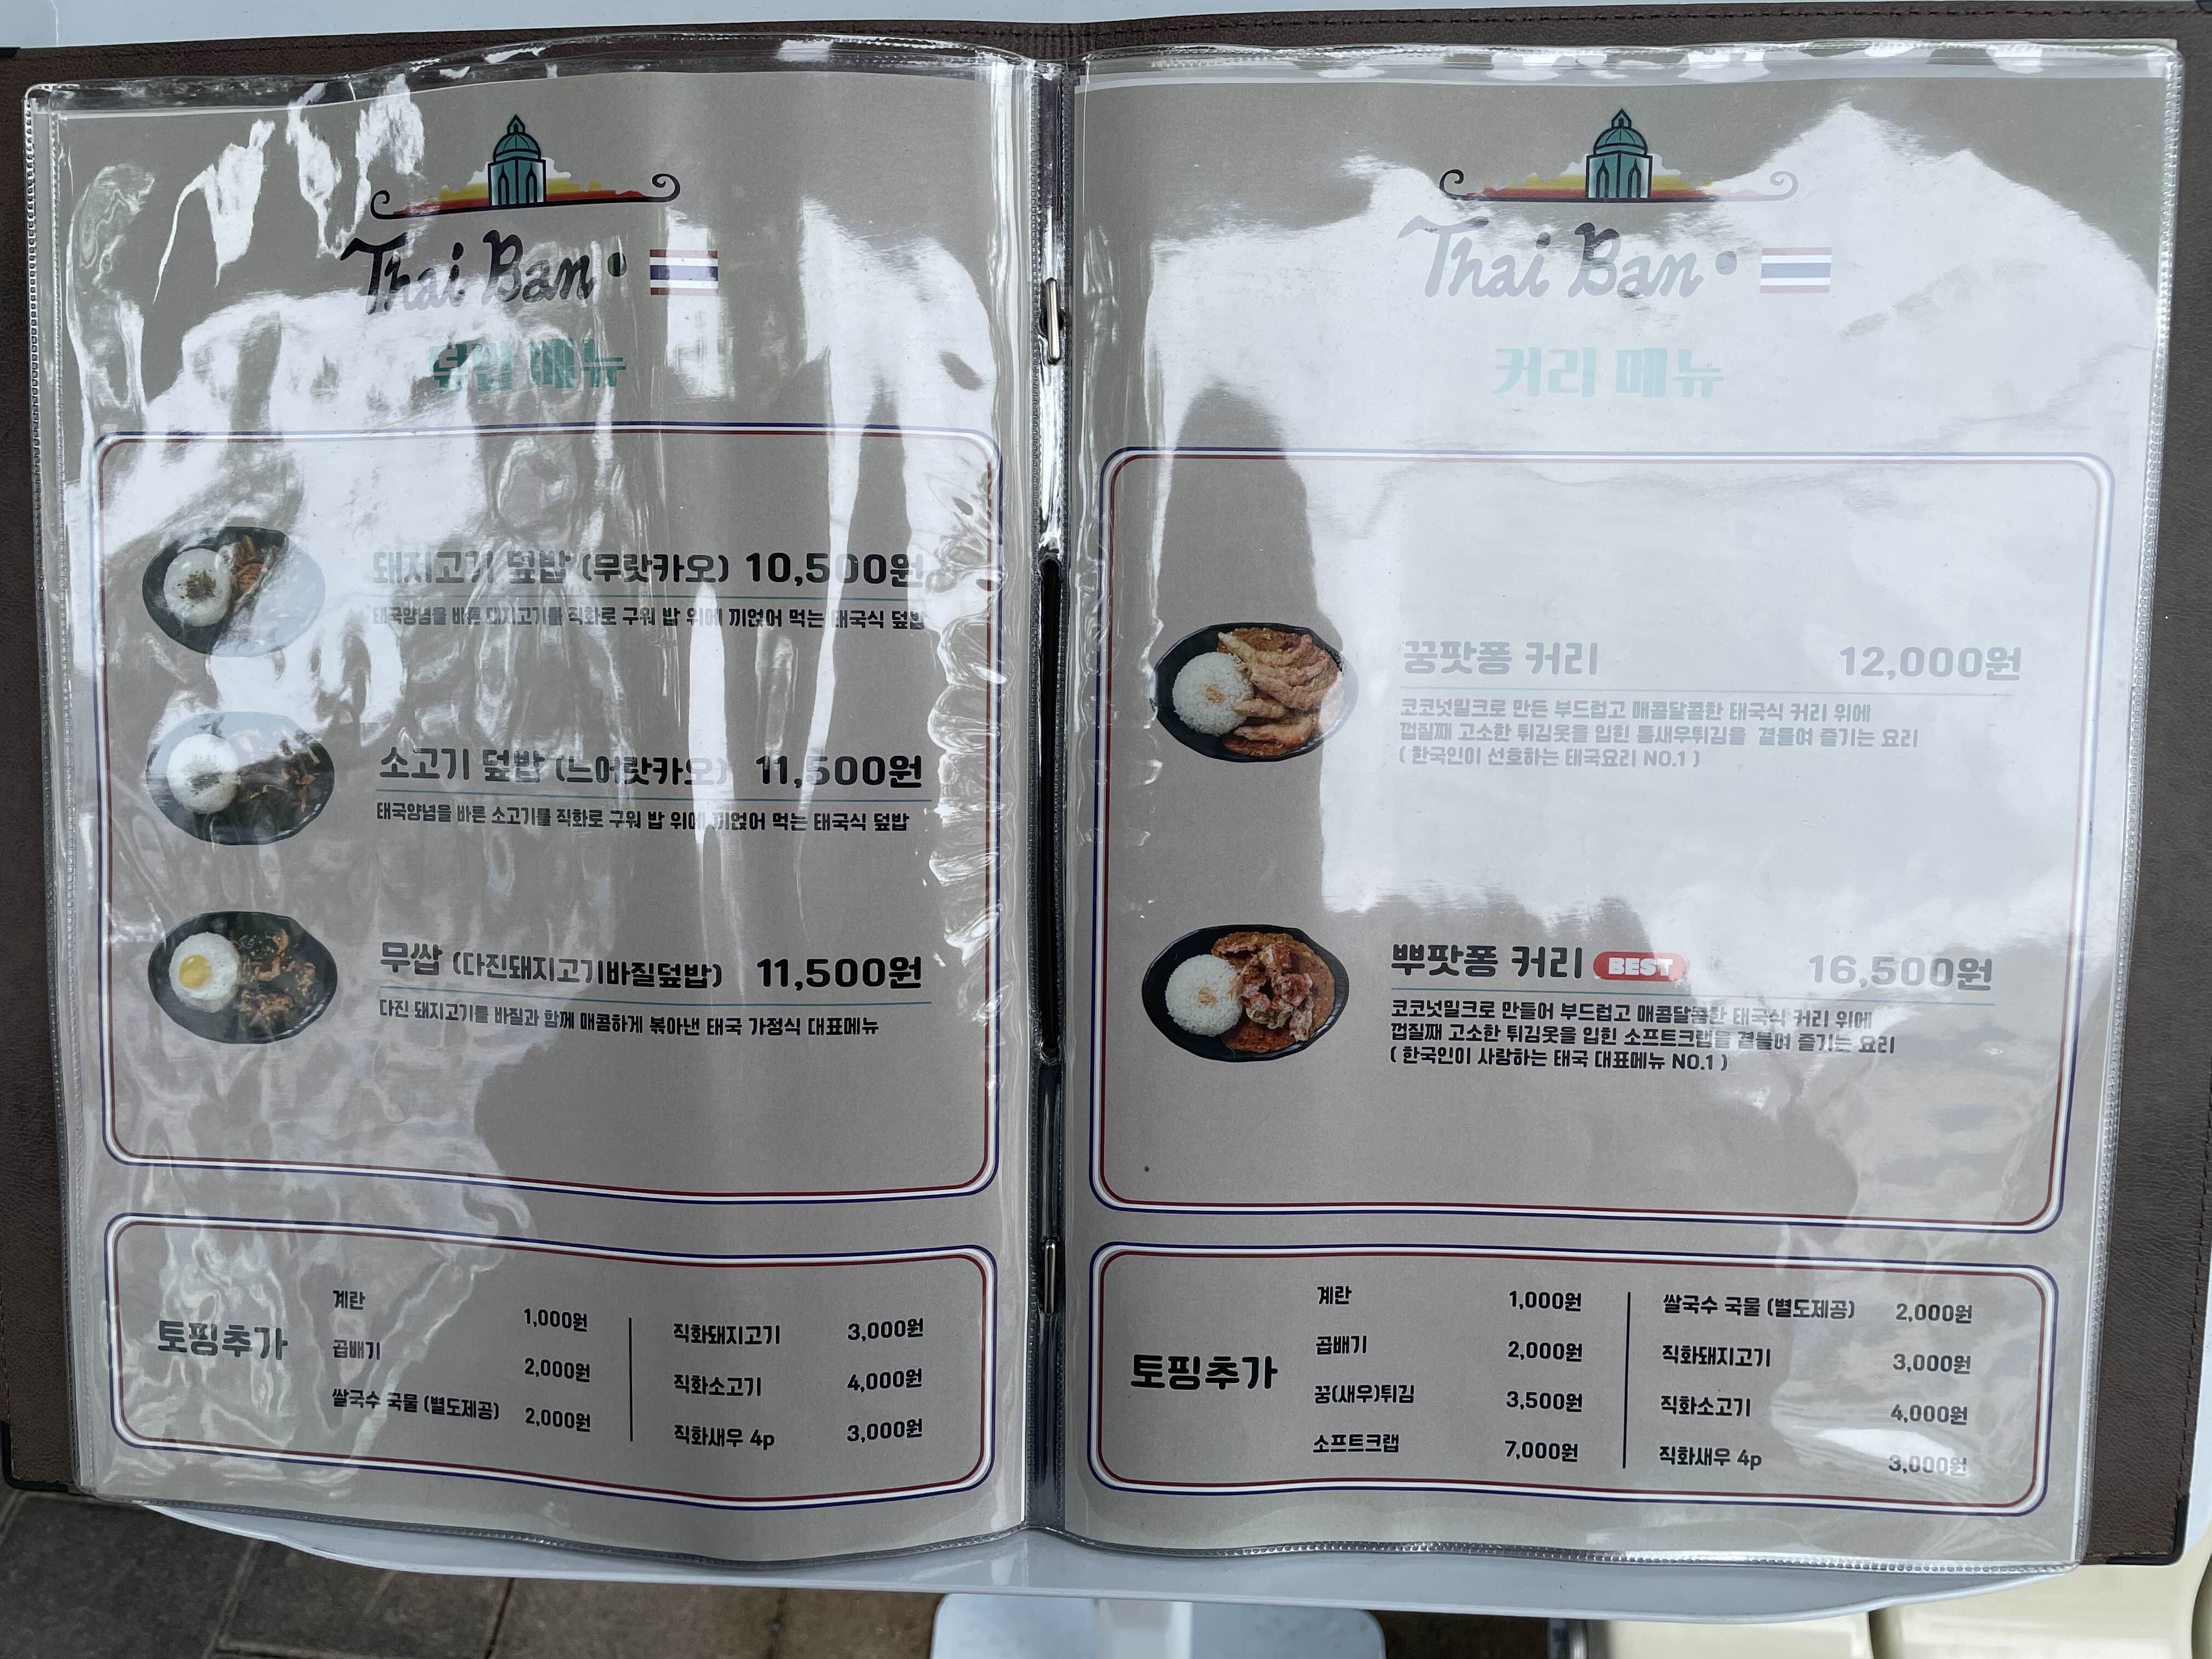 Thai Ban
덮밥 메뉴
돼지고기 덮밥 (무랏카오) 10,500원
태국양념을 바른 돼지고기를 직화로 구워 밥 위에 끼얹어 먹는 태국식 덮밥
소고기 덮밥 (느어랏카오) 11,500원
태국양념을 바른 소고기를 직화로 구워 밥 위에 끼얹어 먹는 태국식 덮밥
무쌉 (다진돼지고기바질덮밥) 11,500원
다진 돼지고기를 바질과 함께 매콤하게 볶아낸 태국 가정식 대표메뉴
토핑추가
계란 1,000원
곱배기 2,000원
쌀국수 국물 (별도제공) 2,000원
직화돼지고기 3,000원
직화소고기 4,000원
직화새우 4p 3,000원
Thai Ban
커리 메뉴
꿍팟퐁 커리 12,000원
코코넛밀크로 만든 부드럽고 매콤달콤한 태국식 커리 위에
껍질째 고소한 튀김옷을 입힌 통새우튀김을 곁들여 즐기는 요리
( 한국인이 선호하는 태국요리 NO.1 )
뿌팟퐁 커리 BEST 16,500원
코코넛밀크로 만들어 부드럽고 매콤달콤한 태국식 커리 위에
껍질째 고소한 튀김옷을 입힌 소프트크랩을 곁들여 즐기는 요리
( 한국인이 사랑하는 태국 대표메뉴 NO.1 )
토핑추가
계란 1,000원
곱배기 2,000원
꿍(새우)튀김 3,500원
소프트크랩 7,000원
쌀국수 국물 (별도제공) 2,000원
직화돼지고기 3,000원
직화소고기 4,000원
직화새우 4p 3,000원